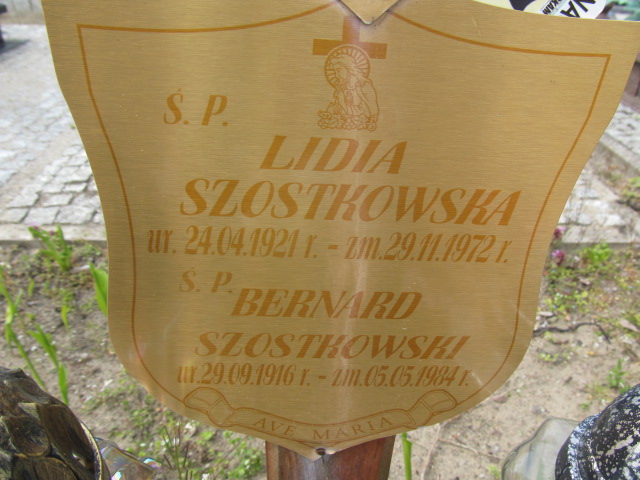 Ś. P.
LIDIA
SZOSTKOWSKA
ur. 24.04.1921 r. - zm. 29.11.1972 r.
Ś. P.
BERNARD
SZOSTKOWSKI
ur. 29.09.1916 r. - zm. 05.05.1984 r.
AVE MARIA